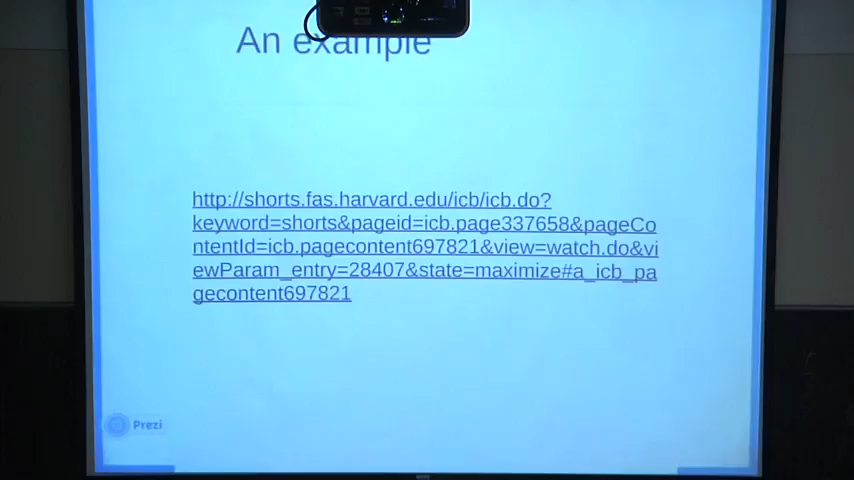 An example
http://shorts.fas.harvard.edu/icb/icb.do?
keyword=shorts&pageid=icb.page337658&pageCo
ntentId=icb.pagecontent697821&view=watch.do&vi
ewParam_entry=28407&state=maximize#a_icb_pa
gecontent697821
Prezi